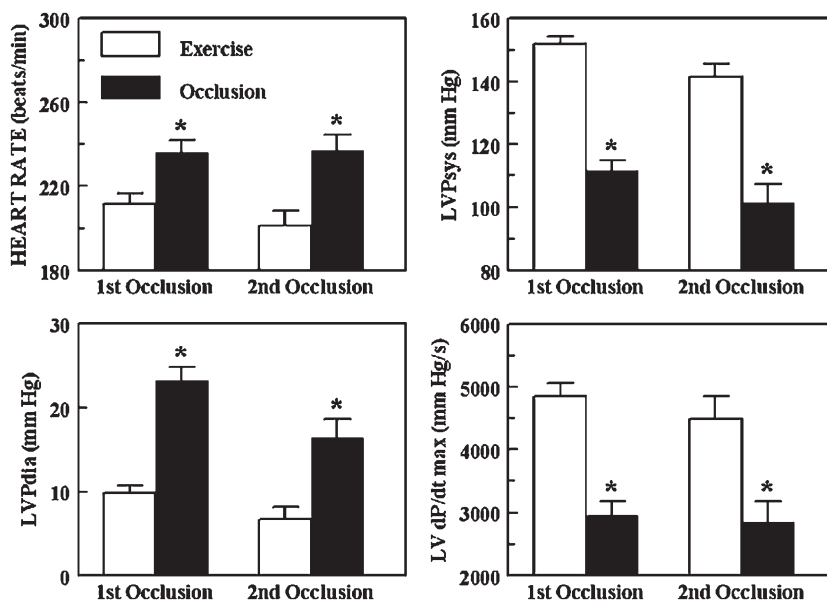 HEART RATE (beats/min)
300
260
220
180
Exercise
Occlusion
*
*
1st Occlusion
2nd Occlusion
LVPsys (mm Hg)
160
140
120
100
80
*
*
1st Occlusion
2nd Occlusion
LVPdia (mm Hg)
30
20
10
0
*
*
1st Occlusion
2nd Occlusion
LV dP/dt max (mm Hg/s)
6000
5000
4000
3000
2000
*
*
1st Occlusion
2nd Occlusion